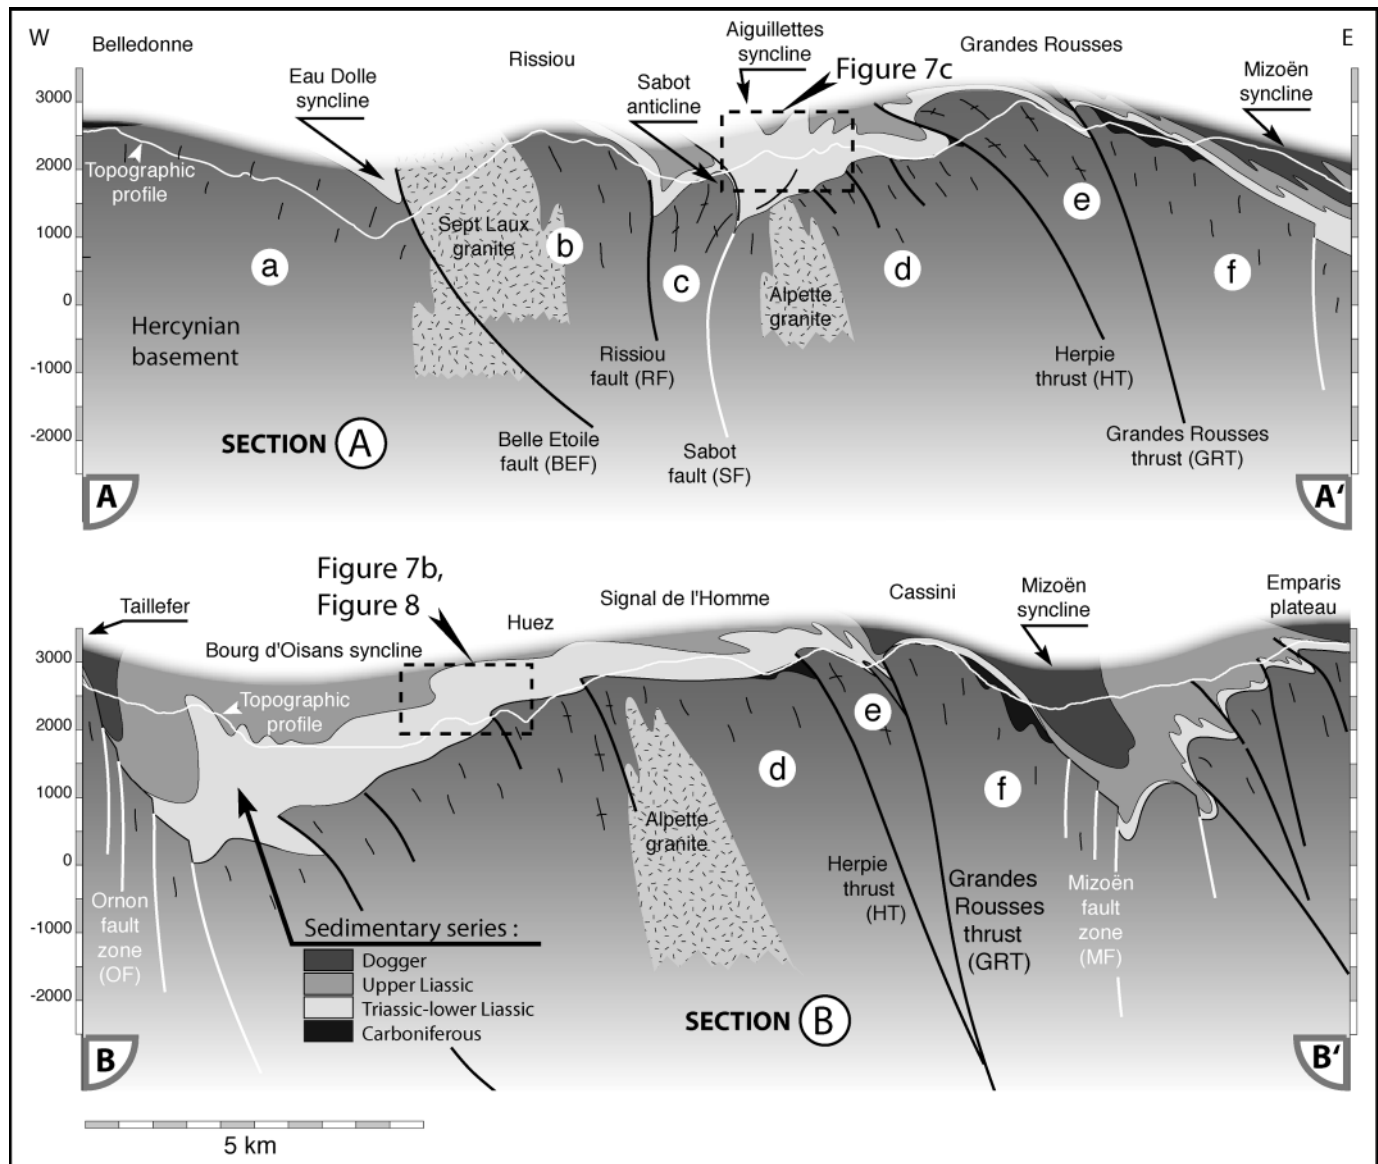 W
E
Belledonne
Eau Dolle
syncline
Rissiou
Sabot
anticline
Aiguillettes
syncline
Figure 7c
Grandes Rousses
Mizoën
syncline
3000
2000
1000
0
-1000
-2000
Topographic
profile
Sept Laux
granite
Alpette
granite
a
b
c
d
e
f
Hercynian
basement
Rissiou
fault (RF)
Belle Etoile
fault (BEF)
Sabot
fault (SF)
Herpie
thrust (HT)
Grandes Rousses
thrust (GRT)
SECTION A
A
A'
Figure 7b,
Figure 8
Taillefer
Bourg d'Oisans syncline
Huez
Signal de l'Homme
Cassini
Mizoën
syncline
Emparis
plateau
3000
2000
1000
0
-1000
-2000
Topographic
profile
d
e
f
Alpette
granite
Herpie
thrust
(HT)
Grandes
Rousses
thrust
(GRT)
Mizoën
fault
zone
(MF)
Ornon
fault
zone
(OF)
Sedimentary series :
Dogger
Upper Liassic
Triassic-lower Liassic
Carboniferous
SECTION B
B
B'
5 km